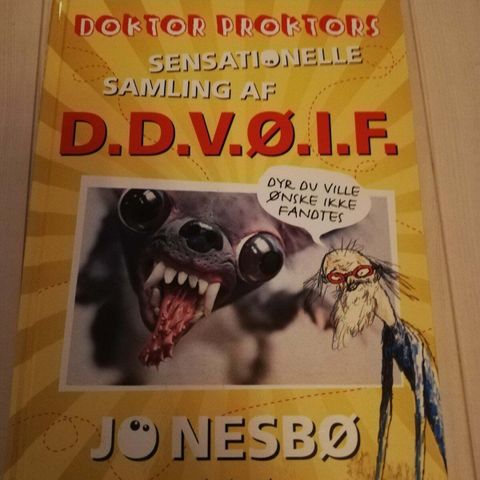 DOKTOR PROKTORS
SENSATIONELLE
SAMLING AF
D.D.V.Ø.I.F.
DYR DU VILLE
ØNSKE IKKE
FANDTES
JO NESBØ